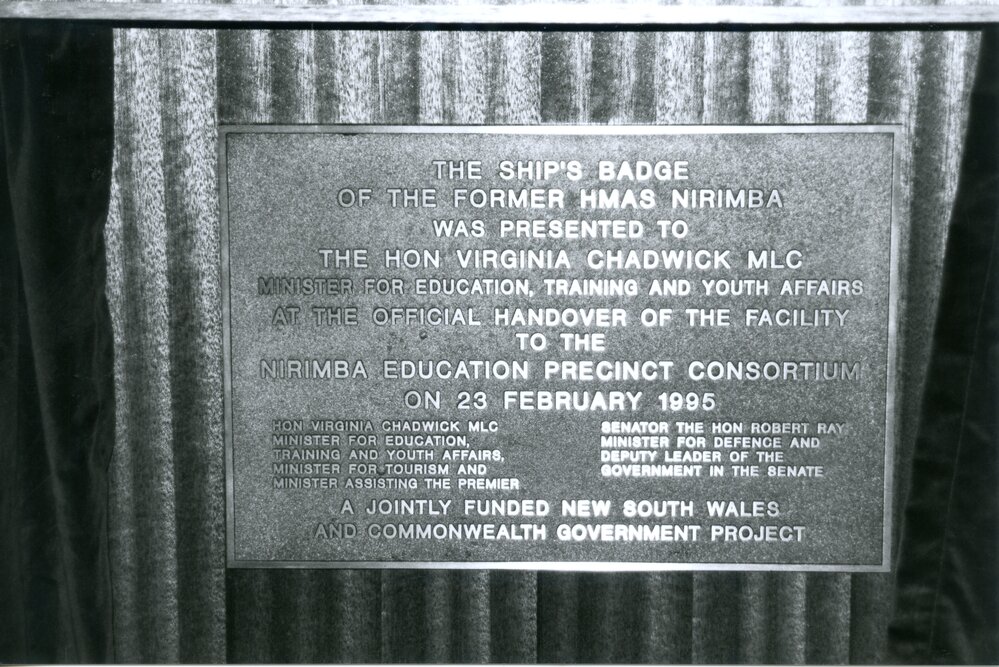 THE SHIP'S BADGE
OF THE FORMER HMAS NIRIMBA
WAS PRESENTED TO
THE HON VIRGINIA CHADWICK MLC
MINISTER FOR EDUCATION, TRAINING AND YOUTH AFFAIRS
AT THE OFFICIAL HANDOVER OF THE FACILITY
TO THE
NIRIMBA EDUCATION PRECINCT CONSORTIUM
ON 23 FEBRUARY 1995
HON VIRGINIA CHADWICK MLC
MINISTER FOR EDUCATION,
TRAINING AND YOUTH AFFAIRS,
MINISTER FOR TOURISM AND
MINISTER ASSISTING THE PREMIER
SENATOR THE HON ROBERT RAY
MINISTER FOR DEFENCE AND
DEPUTY LEADER OF THE
GOVERNMENT IN THE SENATE
A JOINTLY FUNDED NEW SOUTH WALES
AND COMMONWEALTH GOVERNMENT PROJECT